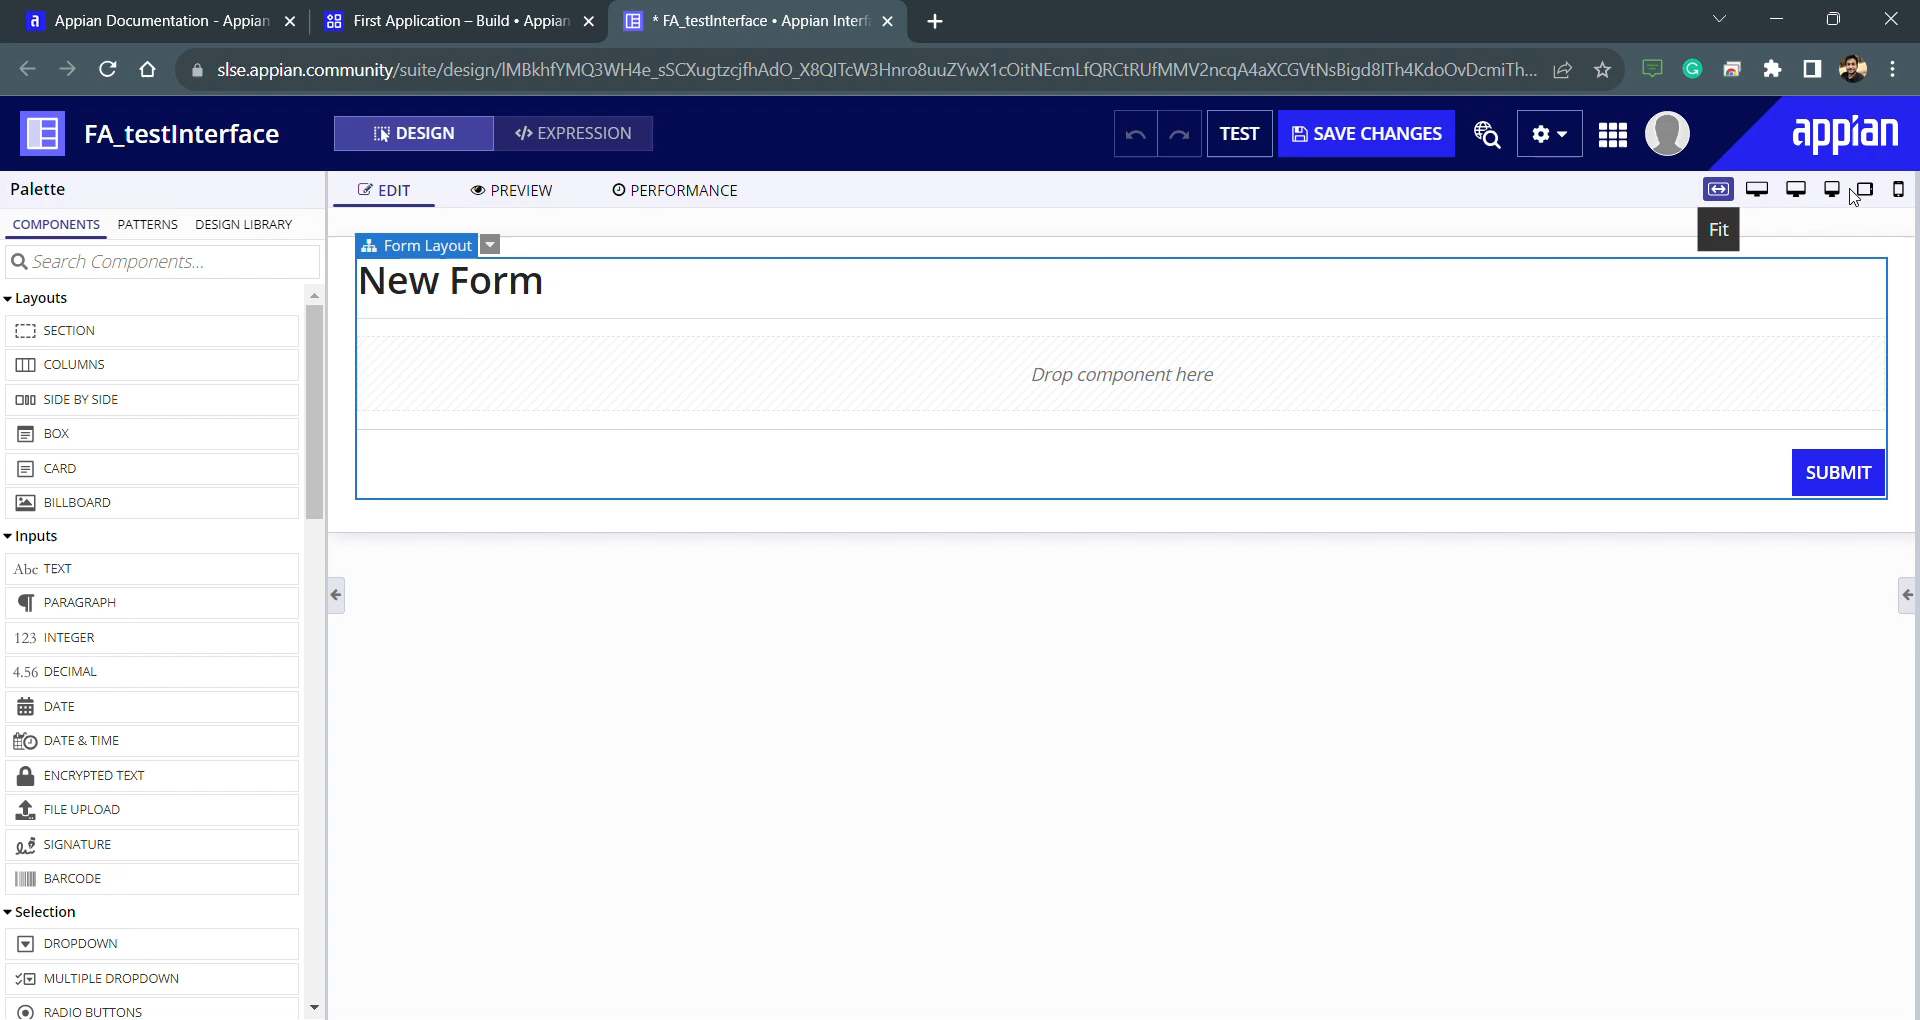 Appian Documentation - Appian
First Application – Build • Appian
* FA_testInterface • Appian Interf
slse.appian.community/suite/design/
FA_testInterface
DESIGN
</> EXPRESSION
TEST
SAVE CHANGES
appian
Palette
EDIT
PREVIEW
PERFORMANCE
COMPONENTS
PATTERNS
DESIGN LIBRARY
Fit
Search Components...
Form Layout
New Form
Layouts
SECTION
COLUMNS
SIDE BY SIDE
BOX
CARD
BILLBOARD
Drop component here
SUBMIT
Inputs
Abc TEXT
PARAGRAPH
123 INTEGER
4.56 DECIMAL
DATE
DATE & TIME
ENCRYPTED TEXT
FILE UPLOAD
SIGNATURE
BARCODE
Selection
DROPDOWN
MULTIPLE DROPDOWN
RADIO BUTTONS